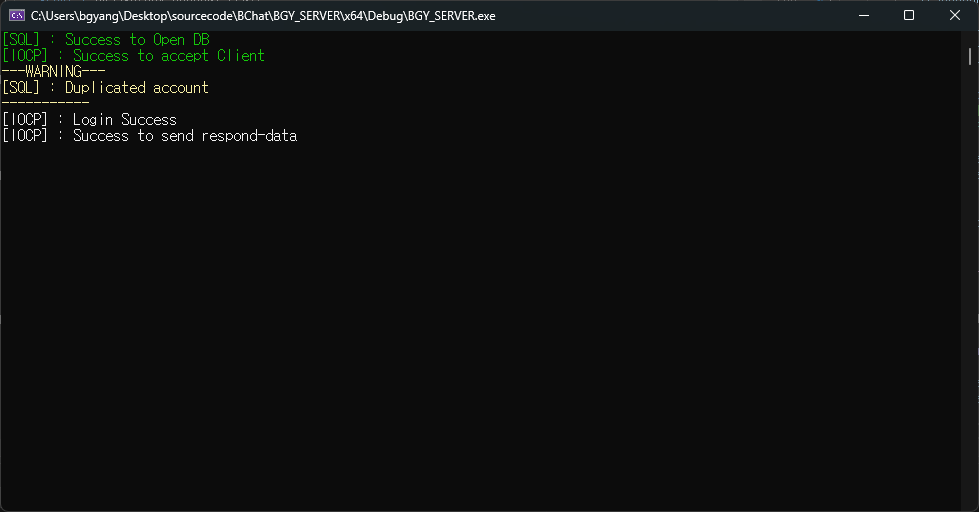 C:\Users\bgyang\Desktop\sourcecode\BChat\BGY_SERVER\x64\Debug\BGY_SERVER.exe
[SQL] : Success to Open DB
[IOCP] : Success to accept Client
---WARNING---
[SQL] : Duplicated account
-----------
[IOCP] : Login Success
[IOCP] : Success to send respond-data